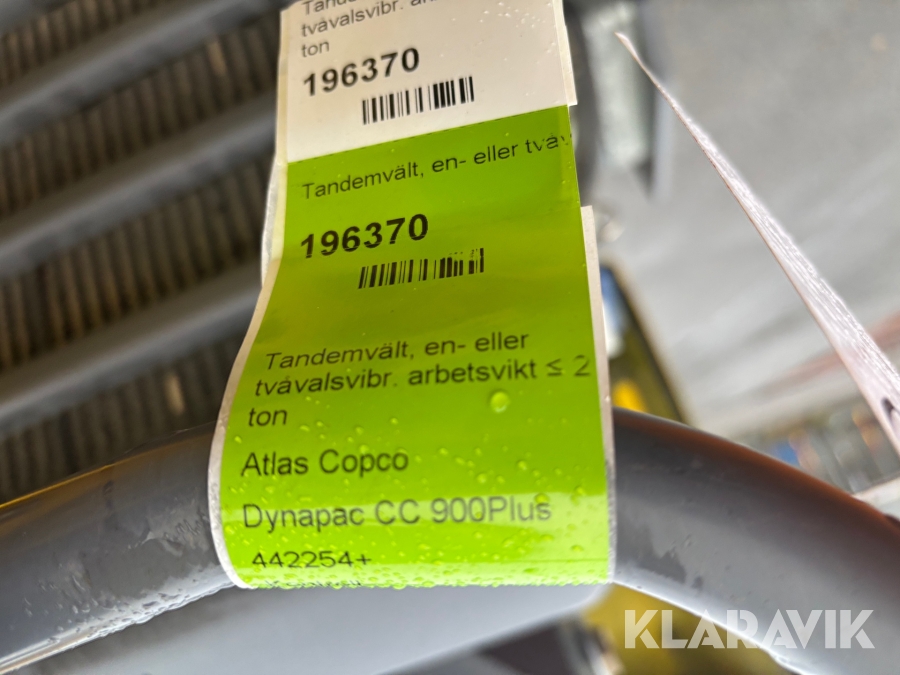 tvåvalsvibr. arb
ton
196370
Tandemvält, en- eller tvåv
196370
Tandemvält, en- eller
tvåvalsvibr. arbetsvikt ≤ 2
ton
Atlas Copco
Dynapac CC 900Plus
442254+
KLARAVIK